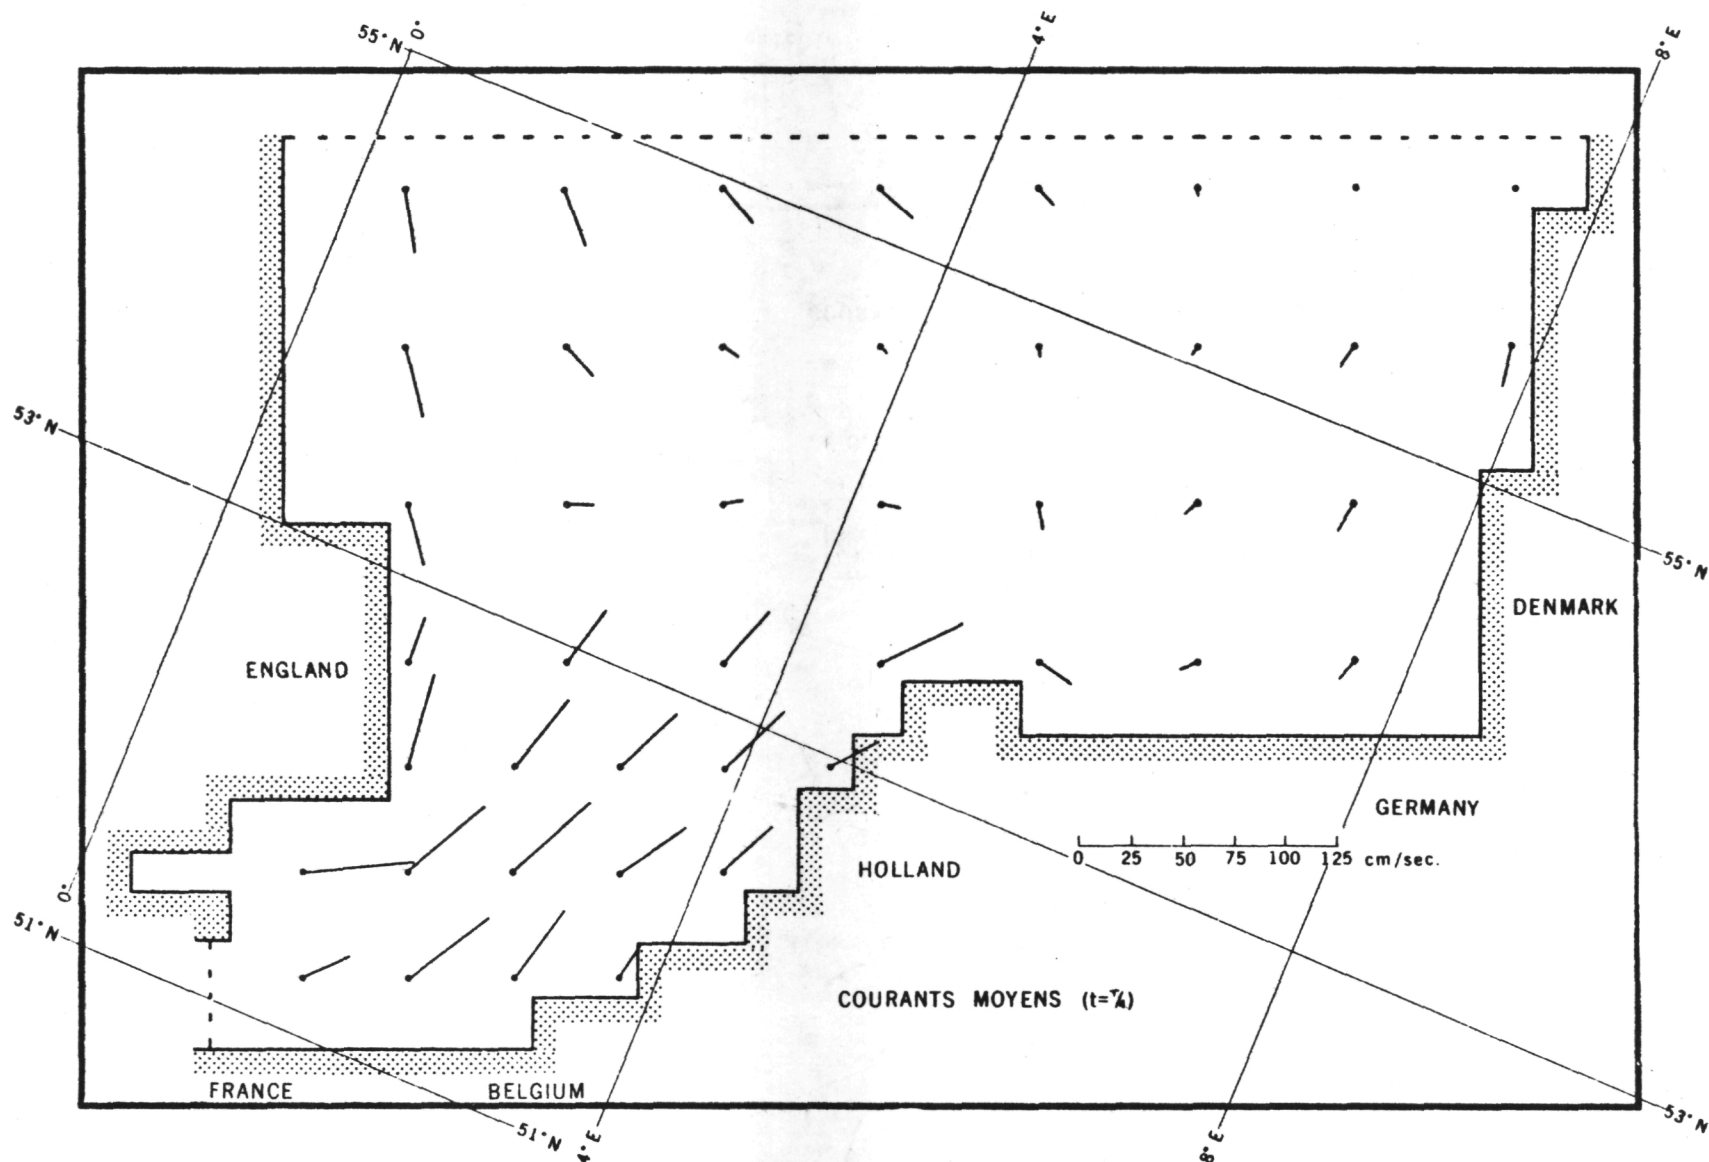 55°N 0° 4°E 8°E
53°N
55°N
DENMARK
ENGLAND
GERMANY
0 25 50 75 100 125 cm/sec.
HOLLAND
0°
51°N
COURANTS MOYENS (t=T/4)
FRANCE BELGIUM
51°N 4°E 8°E 53°N